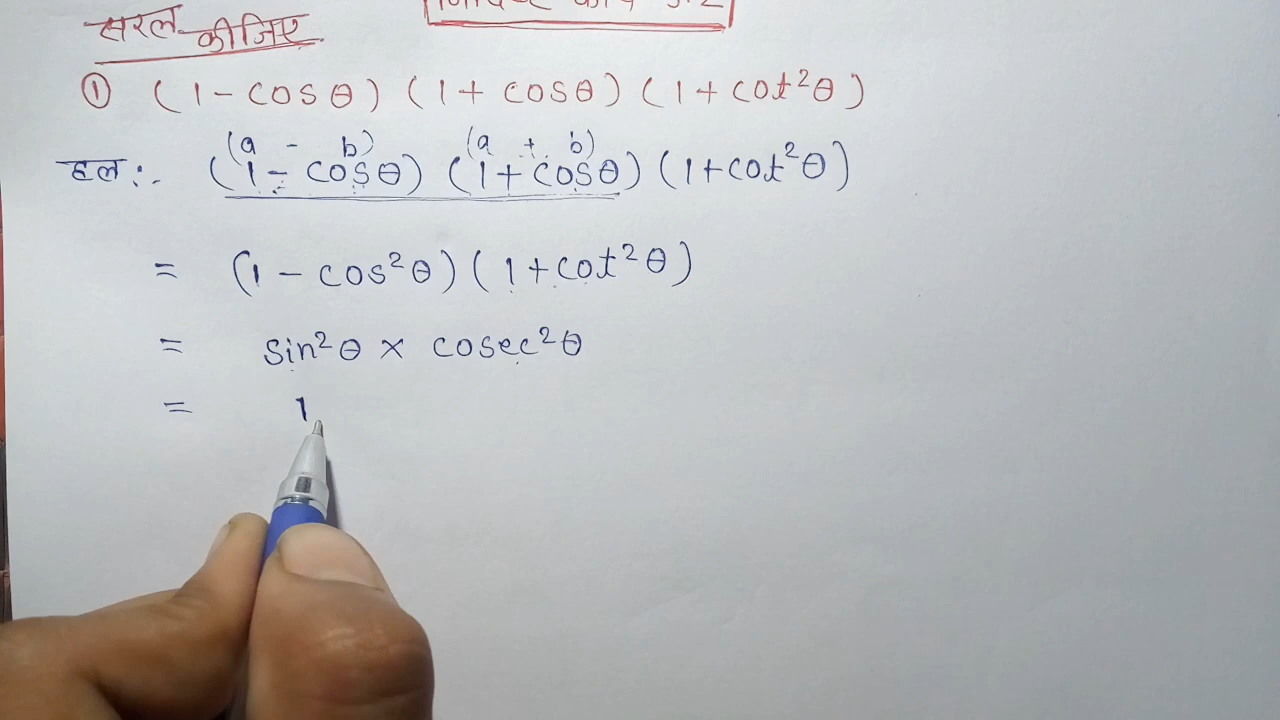 सरल कीजिए
① (1-cosθ) (1+ cosθ) (1+cot²θ)
(a - b) (a + b)
हल:- (1-cosθ) (1+cosθ) (1+cot²θ)
= (1-cos²θ) (1+cot²θ)
= sin²θ × cosec²θ
= 1